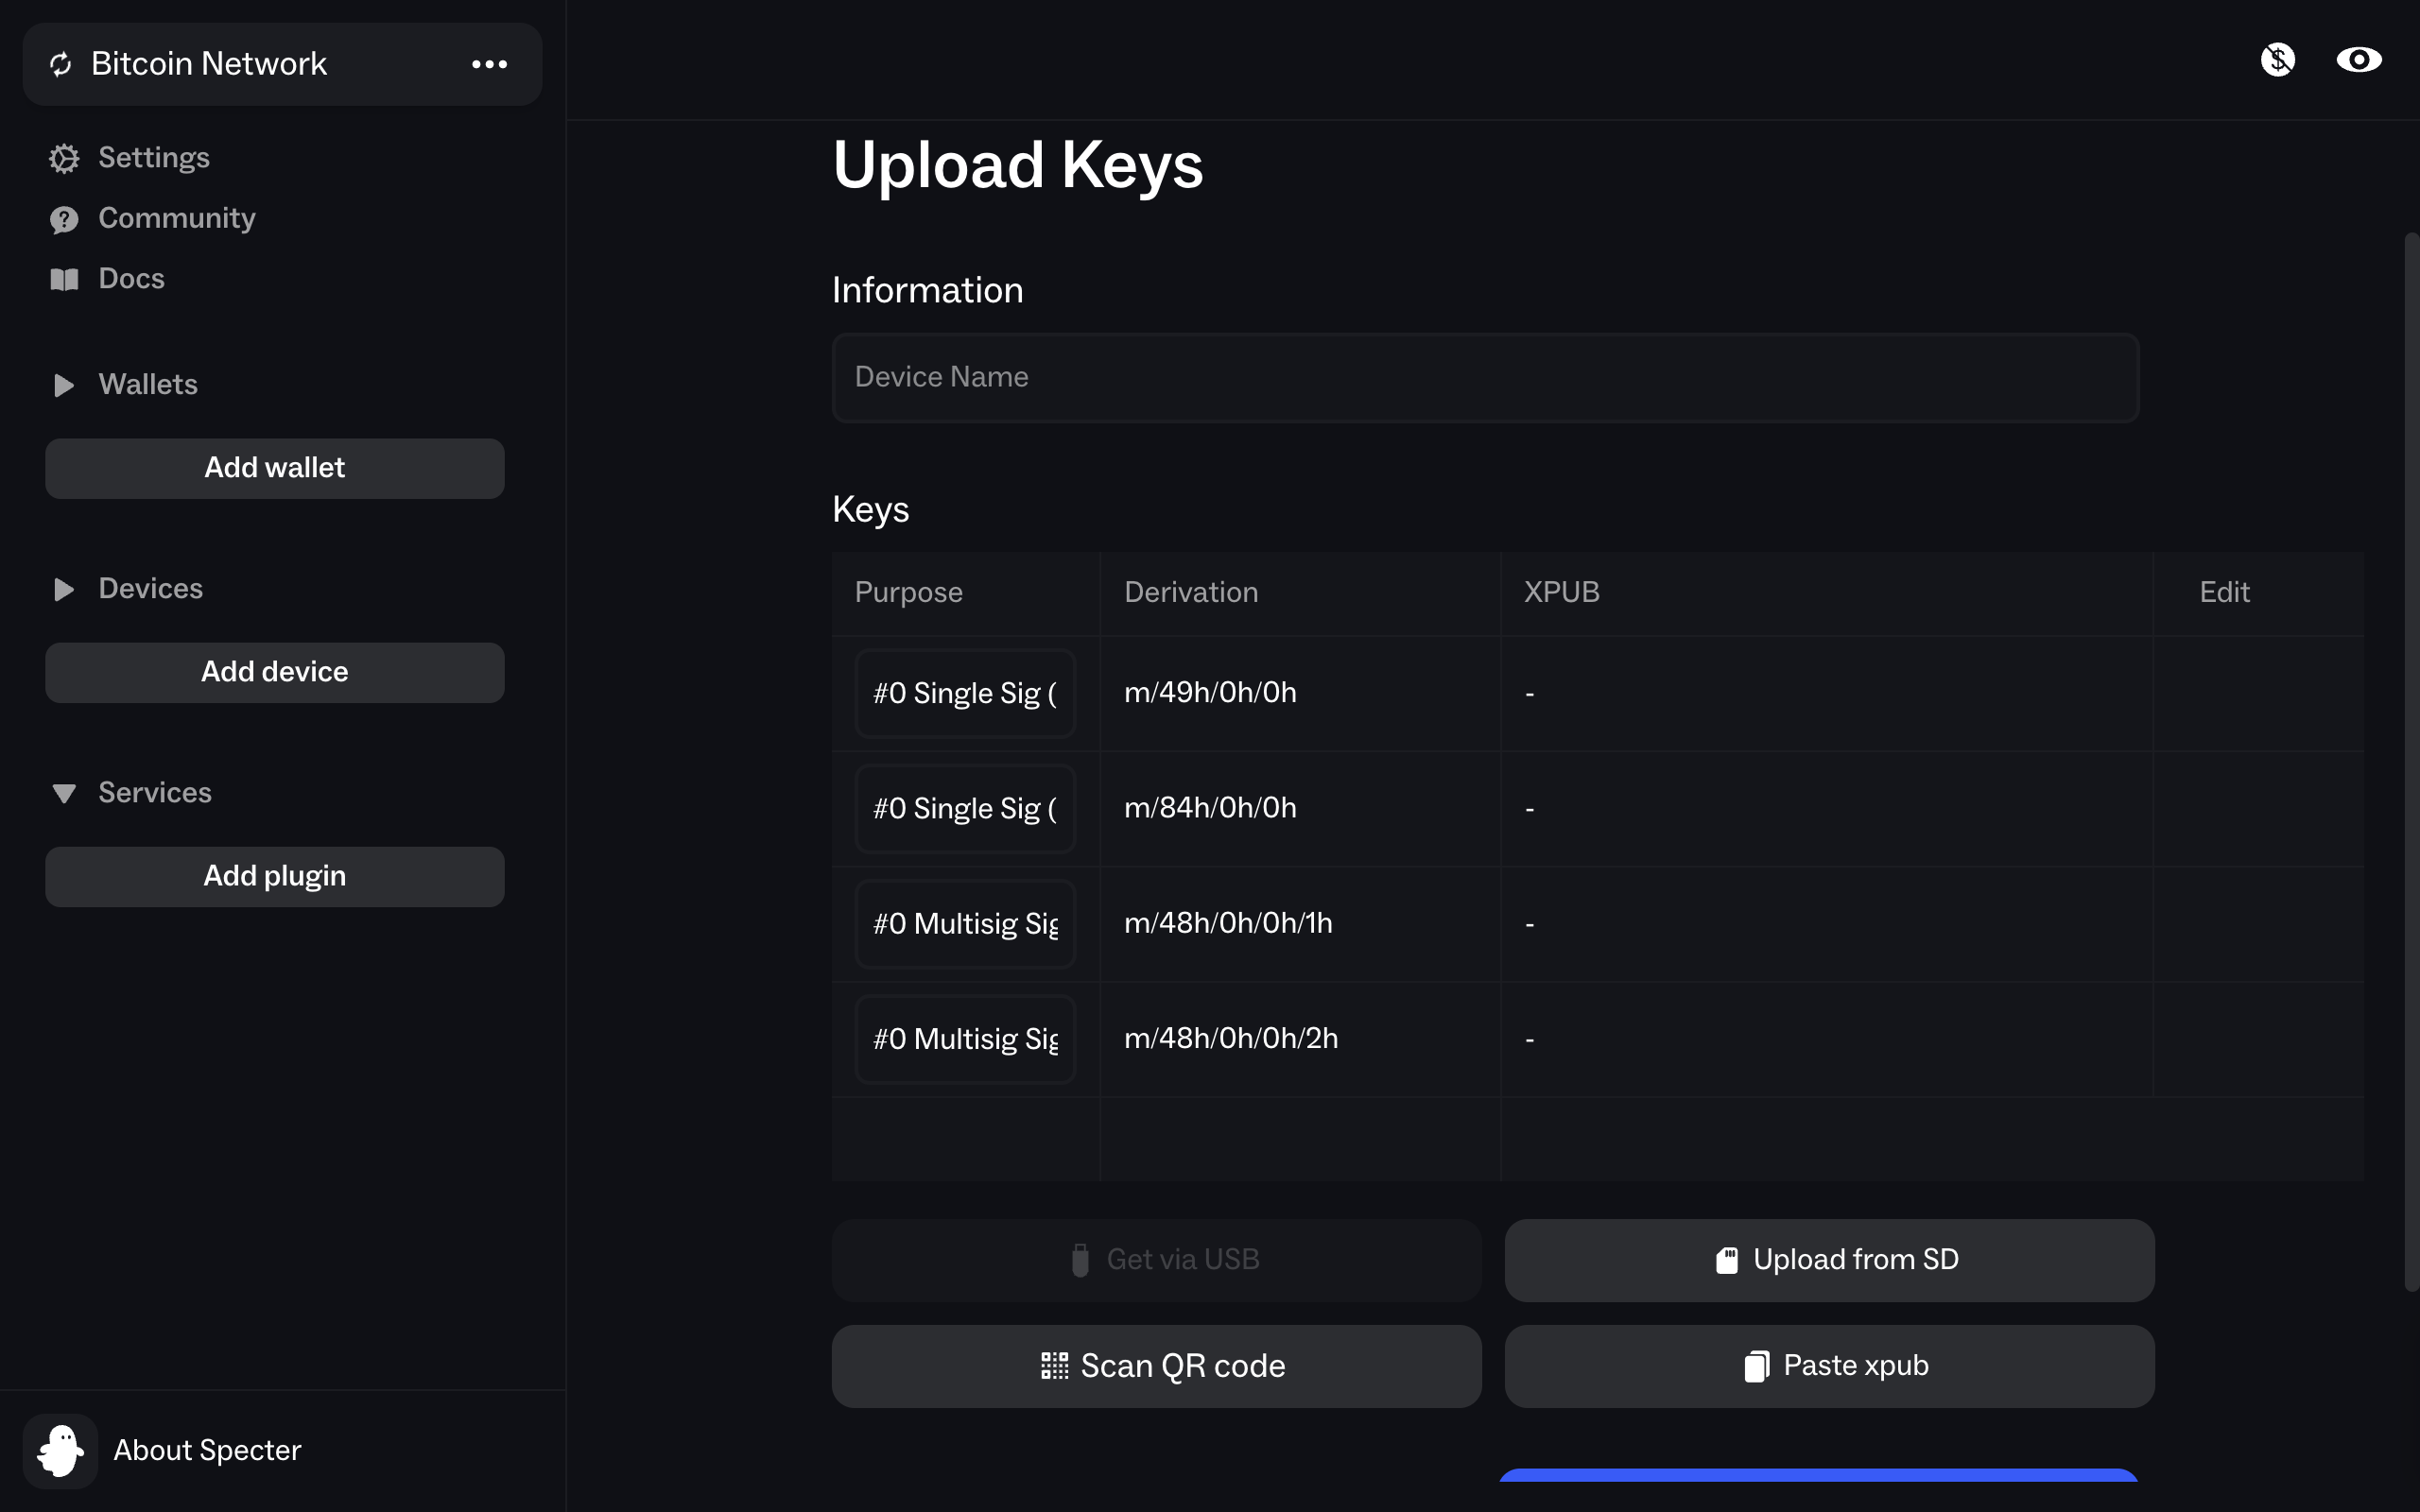 Bitcoin Network
Settings
Community
Docs
Wallets
Add wallet
Devices
Add device
Services
Add plugin
About Specter
Upload Keys
Information
Device Name
Keys
Purpose Derivation XPUB Edit
#0 Single Sig ( m/49h/0h/0h -
#0 Single Sig ( m/84h/0h/0h -
#0 Multisig Sig m/48h/0h/0h/1h -
#0 Multisig Sig m/48h/0h/0h/2h -
Get via USB
Upload from SD
Scan QR code
Paste xpub